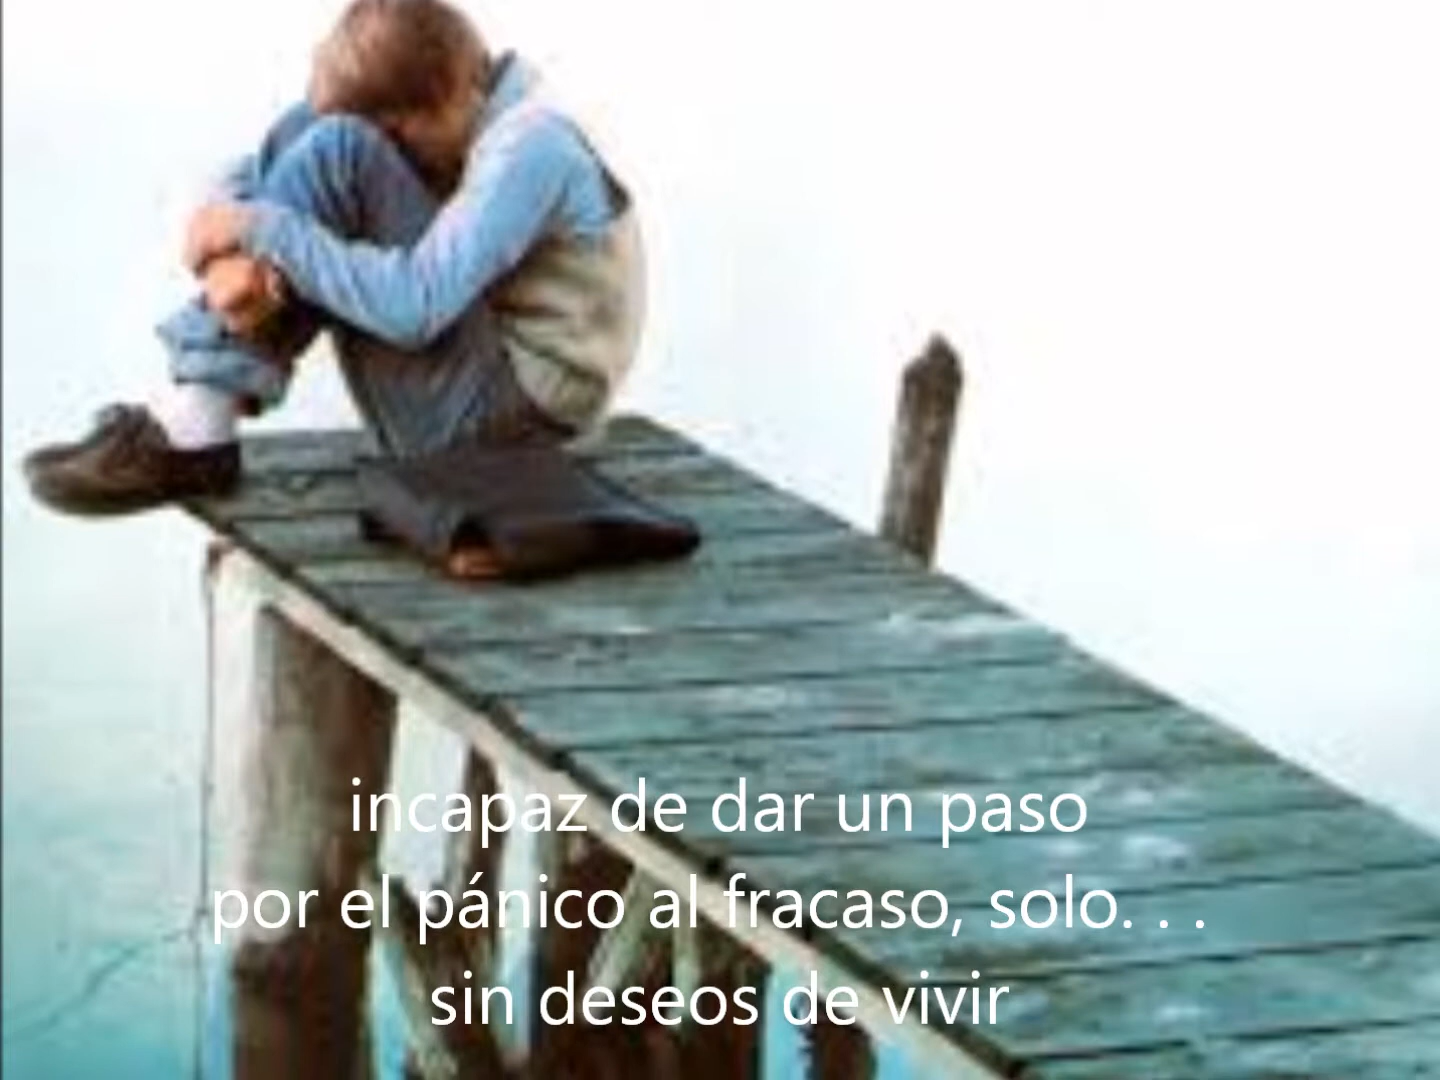 incapaz de dar un paso
por el pánico al fracaso, solo. . .
sin deseos de vivir